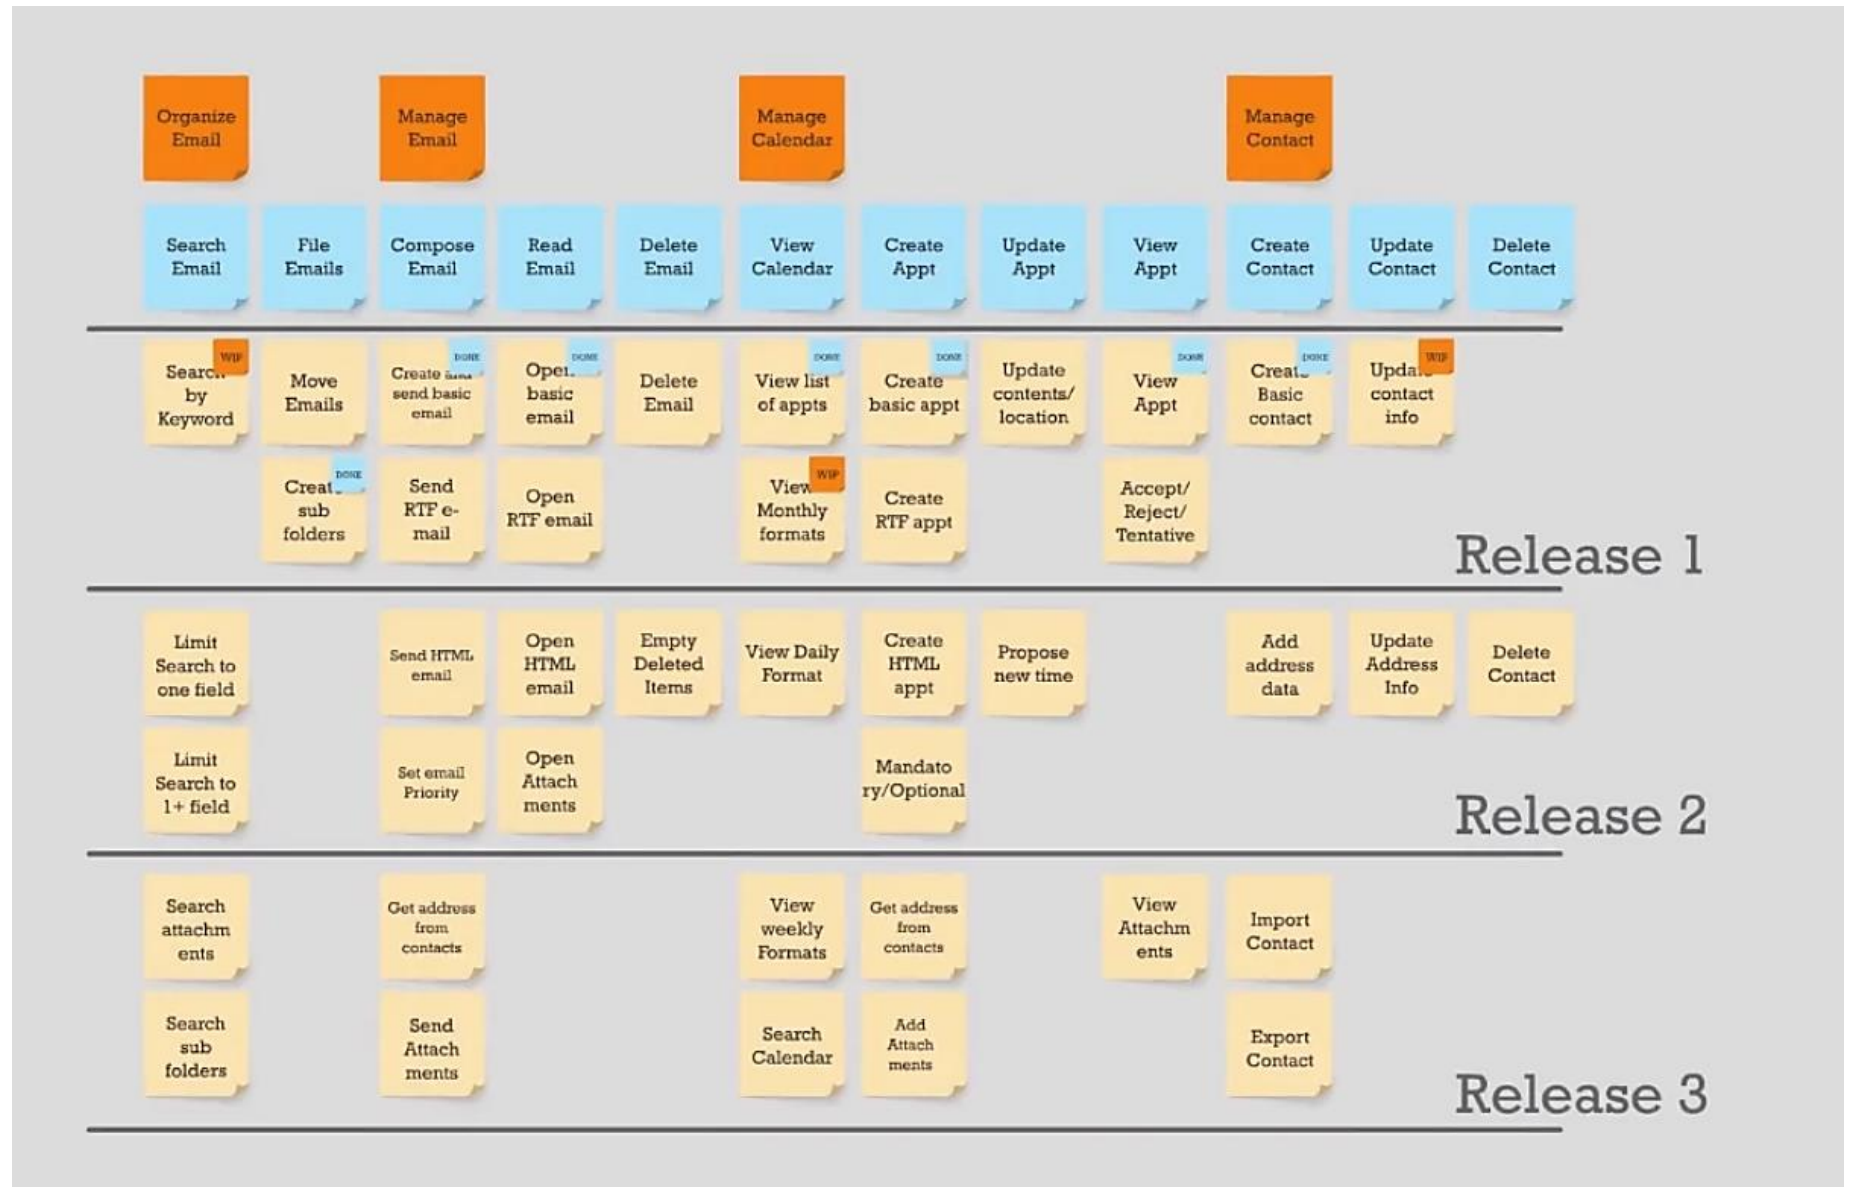 Organize
Email
Manage
Email
Manage
Calendar
Manage
Contact
Search
Email
File
Emails
Compose
Email
Read
Email
Delete
Email
View
Calendar
Create
Appt
Update
Appt
View
Appt
Create
Contact
Update
Contact
Delete
Contact
WIP
Search
by
Keyword
Move
Emails
DONE
Create and
send basic
email
DONE
Open
basic
email
Delete
Email
DONE
View list
of appts
DONE
Create
basic appt
Update
contents/
location
DONE
View
Appt
DONE
Create
Basic
contact
WIP
Update
contact
info
DONE
Create
sub
folders
Send
RTF e-
mail
Open
RTF email
WIP
View
Monthly
formats
Create
RTF appt
Accept/
Reject/
Tentative
Release 1
Limit
Search to
one field
Send HTML
email
Open
HTML
email
Empty
Deleted
Items
View Daily
Format
Create
HTML
appt
Propose
new time
Add
address
data
Update
Address
Info
Delete
Contact
Limit
Search to
1+ field
Set email
Priority
Open
Attach
ments
Mandato
ry/Optional
Release 2
Search
attachm
ents
Get address
from
contacts
View
weekly
Formats
Get address
from
contacts
View
Attachm
ents
Import
Contact
Search
sub
folders
Send
Attach
ments
Search
Calendar
Add
Attach
ments
Export
Contact
Release 3